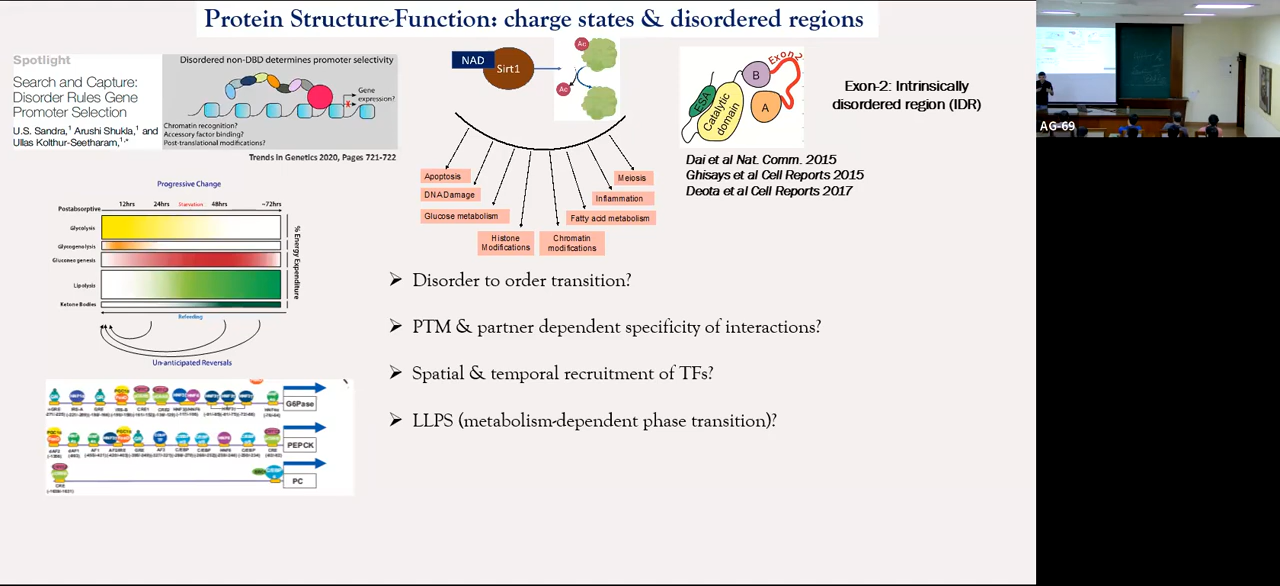 Protein Structure-Function: charge states & disordered regions
Spotlight
Search and Capture:
Disorder Rules Gene
Promoter Selection
U.S. Sandra,¹ Arushi Shukla,¹ and
Ullas Kolthur-Seetharam,¹,*
Disordered non-DBD determines promoter selectivity
Gene
expression?
Chromatin recognition?
Accessory factor binding?
Post-translational modifications?
Trends in Genetics 2020, Pages 721-722
NAD
Sirt1
Ac
Ac
Apoptosis
DNA Damage
Glucose metabolism
Histone
Modifications
Chromatin
modifications
Fatty acid metabolism
Inflammation
Meiosis
ESA
Catalytic
domain
B
A
Exon-2
Exon-2: Intrinsically
disordered region (IDR)
Dai et al Nat. Comm. 2015
Ghisays et al Cell Reports 2015
Deota et al Cell Reports 2017
Progressive Change
Postabsorptive
12hrs
24hrs
Starvation
48hrs
~72hrs
Glycolysis
Glycogenolysis
Gluconeogenesis
Lipolysis
Ketone Bodies
% Energy Expenditure
Refeeding
Un-anticipated Reversals
G6Pase
PEPCK
PC
➢ Disorder to order transition?
➢ PTM & partner dependent specificity of interactions?
➢ Spatial & temporal recruitment of TFs?
➢ LLPS (metabolism-dependent phase transition)?
AG-69